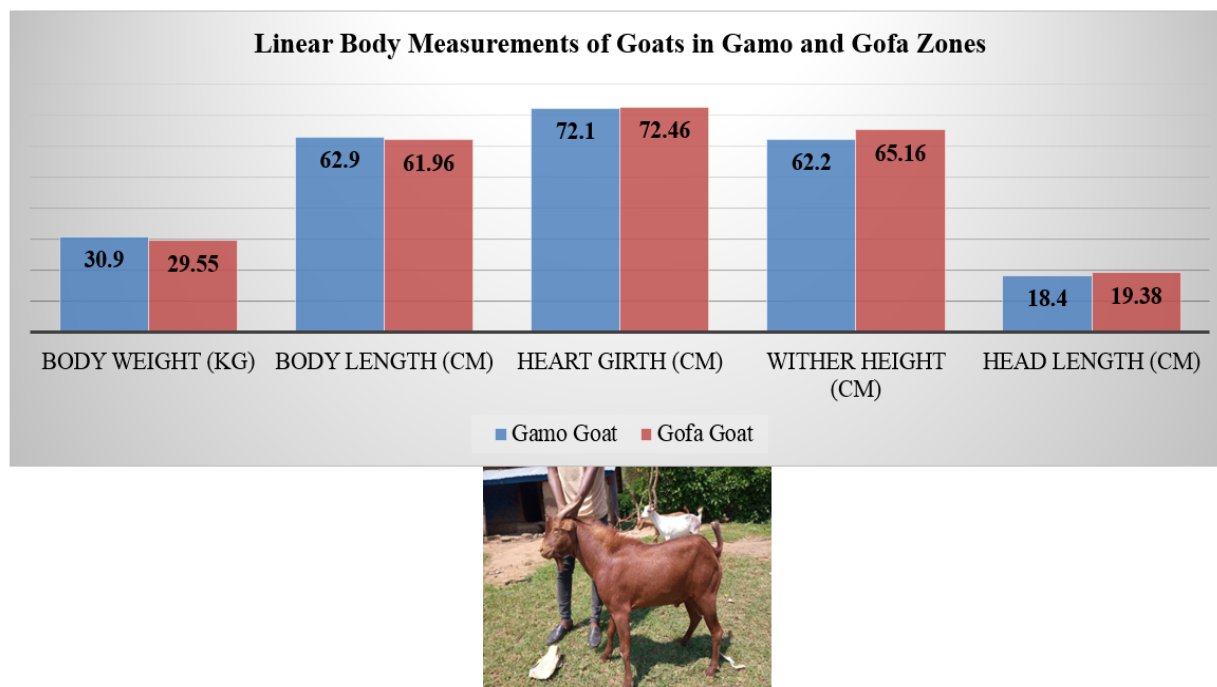 Linear Body Measurements of Goats in Gamo and Gofa Zones
30.9
29.55
62.9
61.96
72.1
72.46
62.2
65.16
18.4
19.38
BODY WEIGHT (KG)
BODY LENGTH (CM)
HEART GIRTH (CM)
WITHER HEIGHT
(CM)
HEAD LENGTH (CM)
Gamo Goat
Gofa Goat